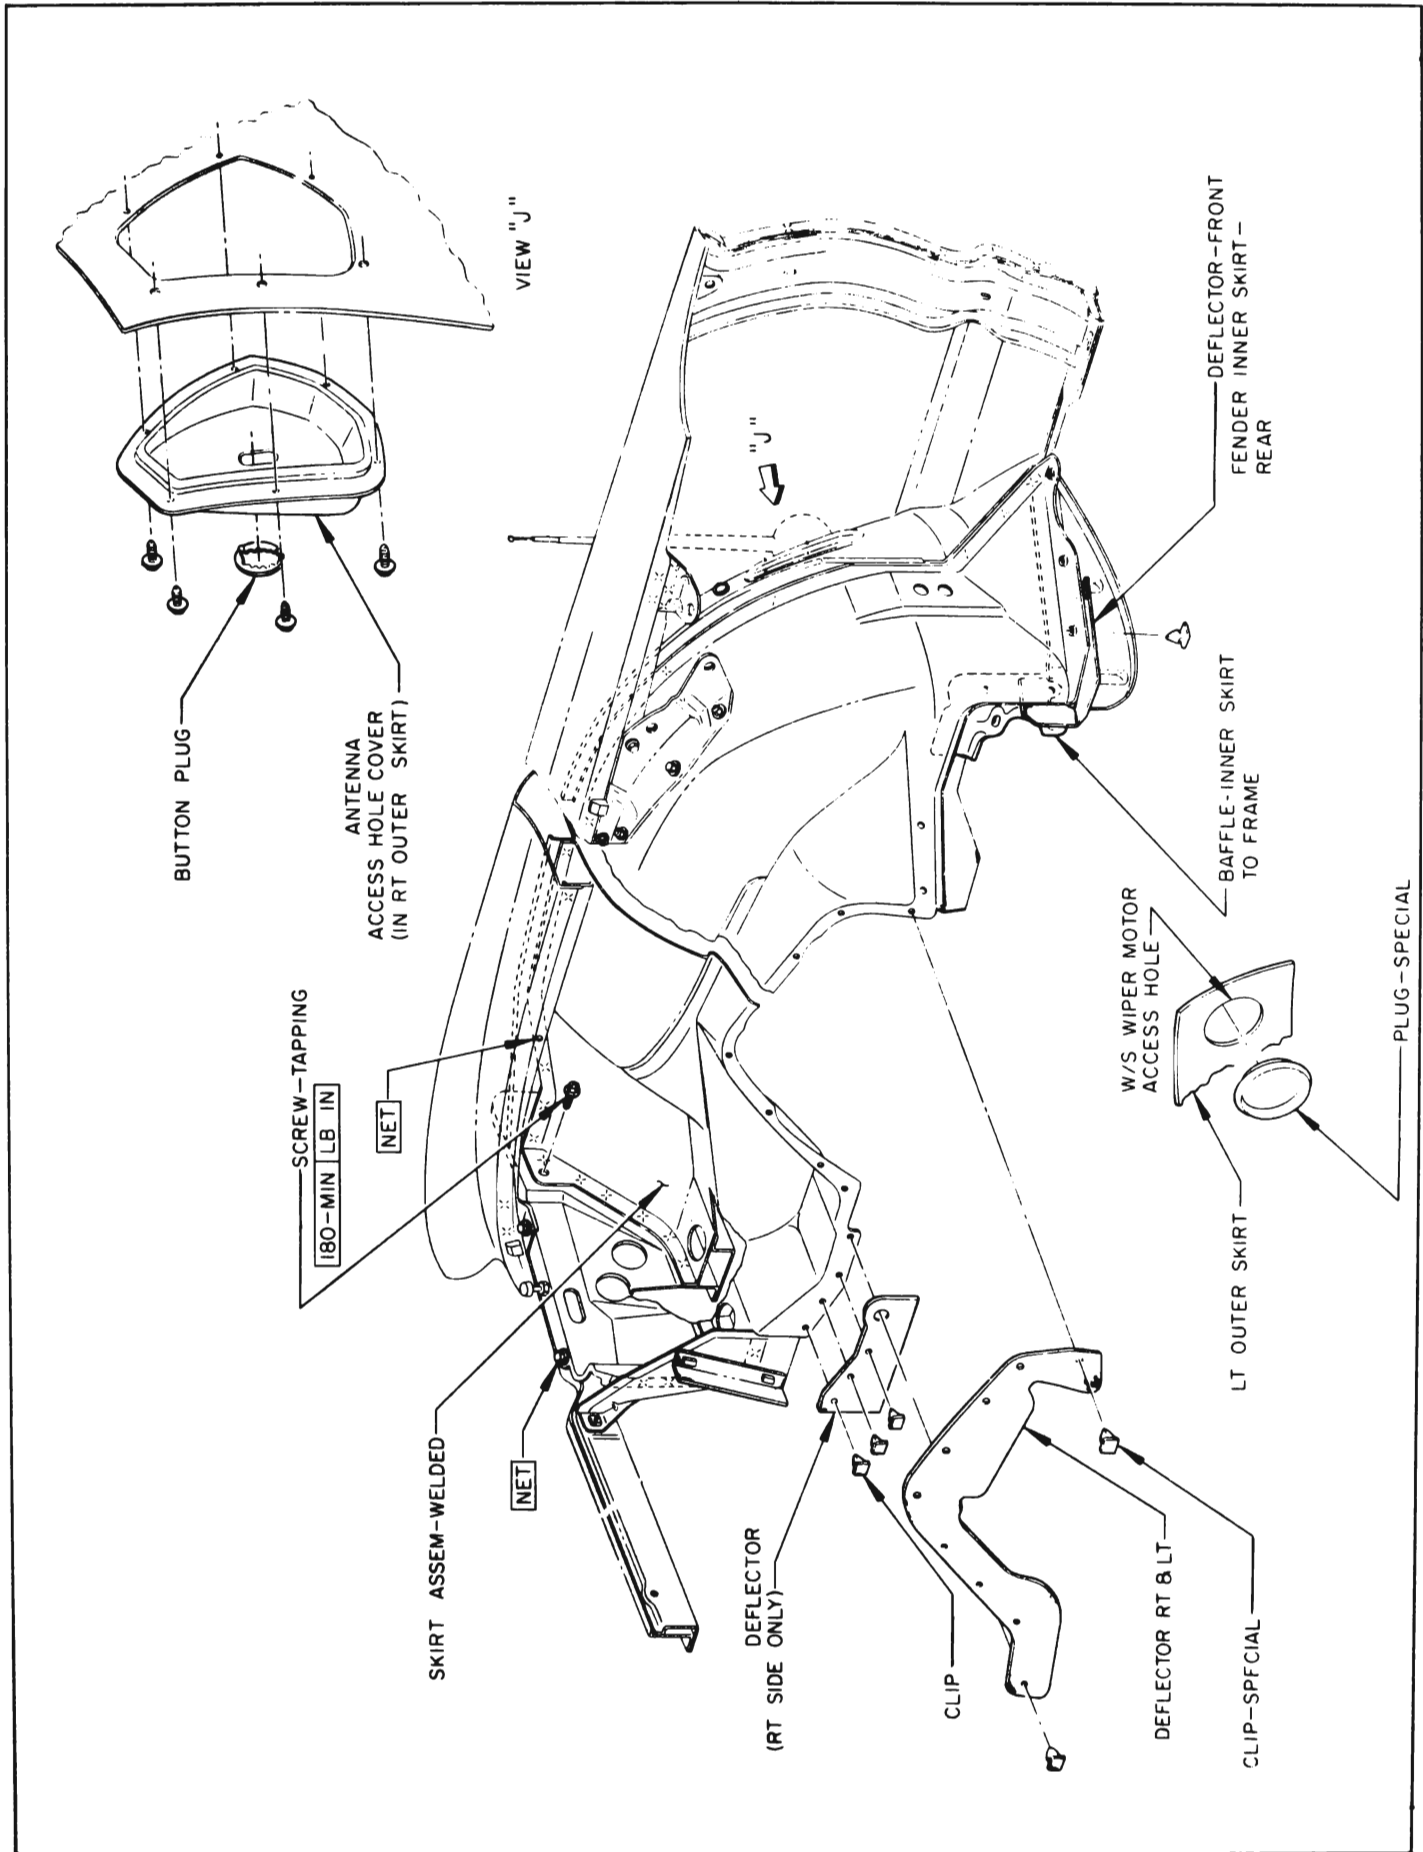 BUTTON PLUG
ANTENNA
ACCESS HOLE COVER
(IN RT OUTER SKIRT)
VIEW "J"
SCREW-TAPPING
180-MIN LB IN
NET
"J"
SKIRT ASSEM-WELDED
NET
DEFLECTOR-FRONT
FENDER INNER SKIRT-
REAR
BAFFLE-INNER SKIRT
TO FRAME
W/S WIPER MOTOR
ACCESS HOLE
DEFLECTOR
(RT SIDE ONLY)
CLIP
DEFLECTOR RT & LT
CLIP-SPECIAL
LT OUTER SKIRT
PLUG-SPECIAL